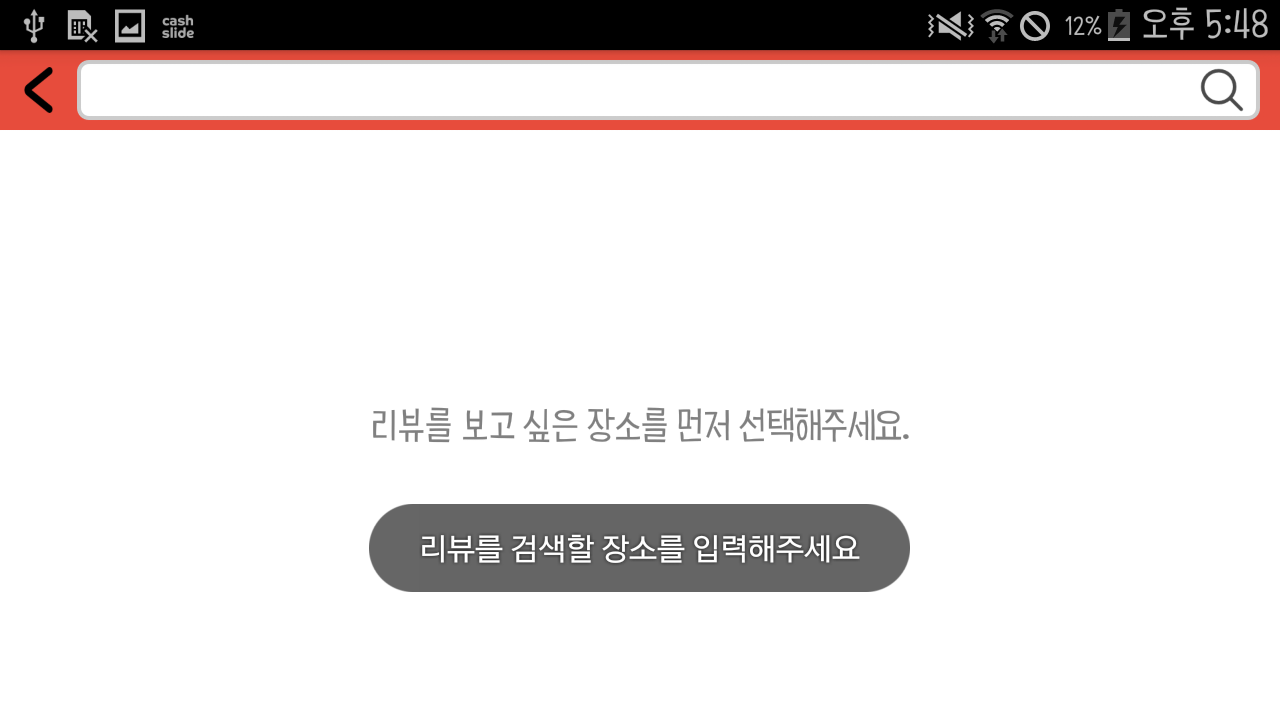 cash
slide
12% 오후 5:48
리뷰를 보고 싶은 장소를 먼저 선택해주세요.
리뷰를 검색할 장소를 입력해주세요